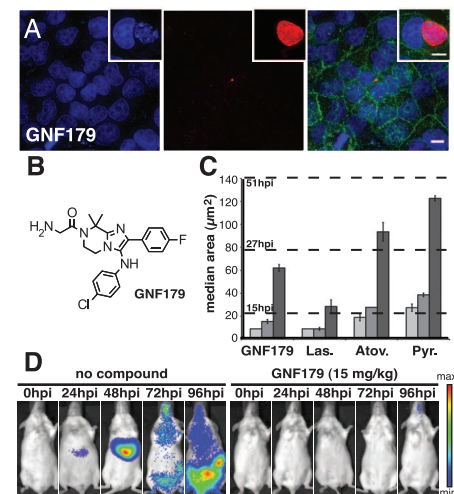 A
GNF179
B
H₂N
O
N
N
N
F
NH
Cl
GNF179
C
median area (µm²)
140
120
100
80
60
40
20
0
51hpi
27hpi
15hpi
GNF179 Las. Atov. Pyr.
D
no compound GNF179 (15 mg/kg)
0hpi 24hpi 48hpi 72hpi 96hpi 0hpi 24hpi 48hpi 72hpi 96hpi
max
min